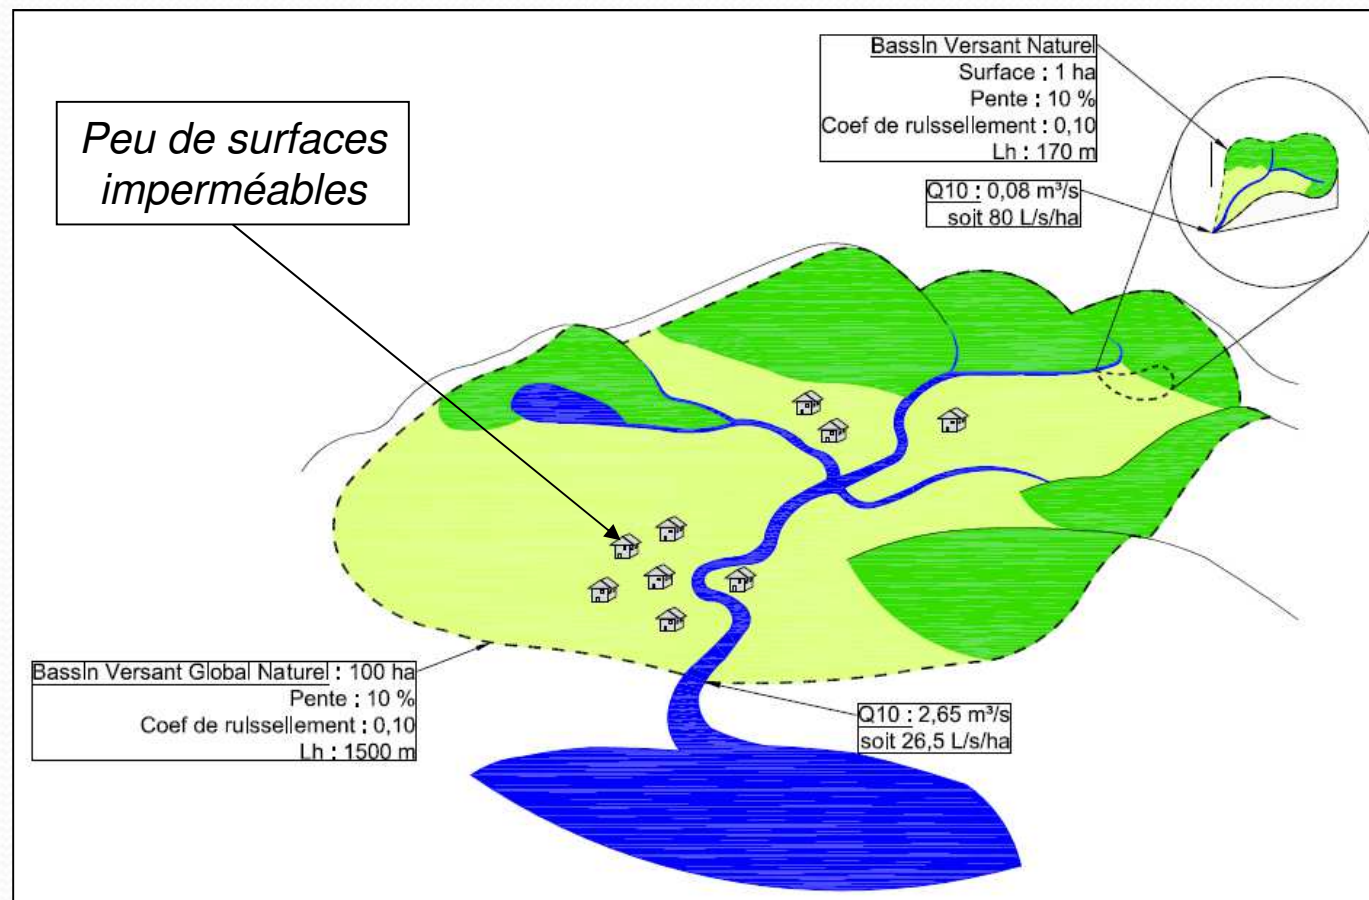 Peu de surfaces
imperméables
Bassin Versant Naturel
Surface : 1 ha
Pente : 10 %
Coef de ruissellement : 0,10
Lh : 170 m
Q10 : 0,08 m³/s
soit 80 L/s/ha
Bassin Versant Global Naturel : 100 ha
Pente : 10 %
Coef de ruissellement : 0,10
Lh : 1500 m
Q10 : 2,65 m³/s
soit 26,5 L/s/ha